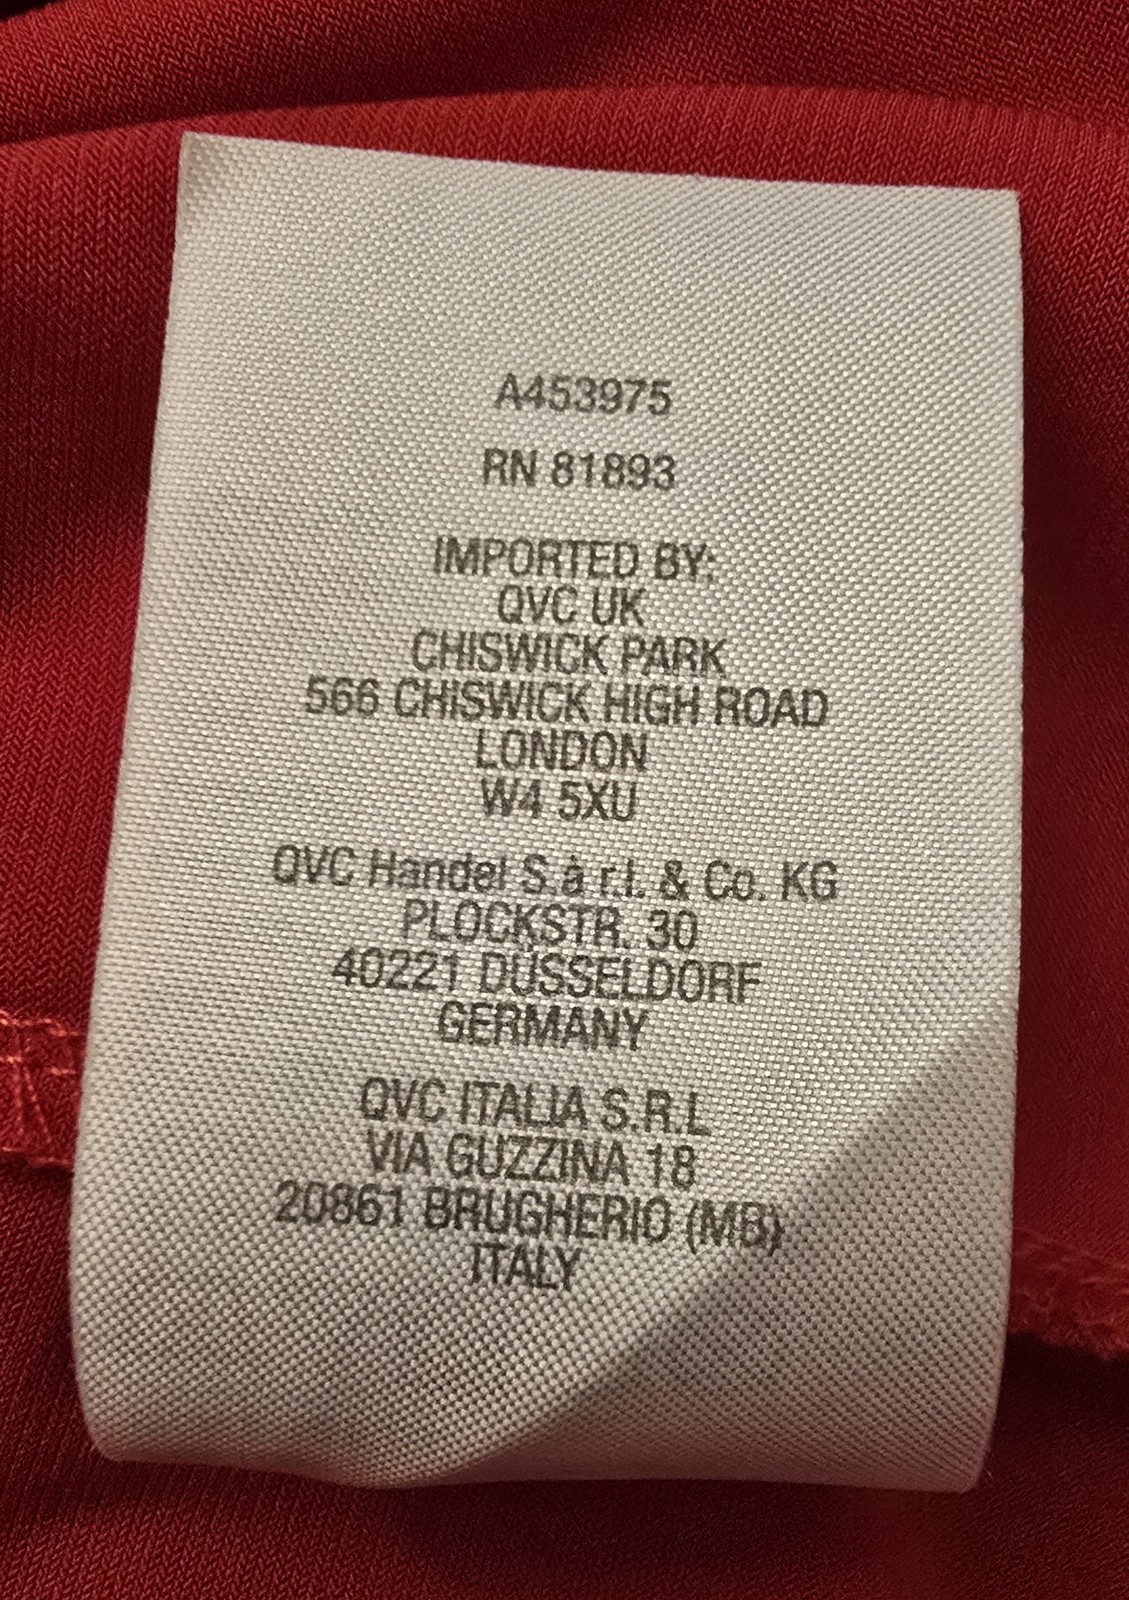 A453975
RN 81893
IMPORTED BY:
QVC UK
CHISWICK PARK
566 CHISWICK HIGH ROAD
LONDON
W4 5XU
QVC Handel S.à r.l. & Co. KG
PLOCKSTR. 30
40221 DÜSSELDORF
GERMANY
QVC ITALIA S.R.L
VIA GUZZINA 18
20861 BRUGHERIO (MB)
ITALY